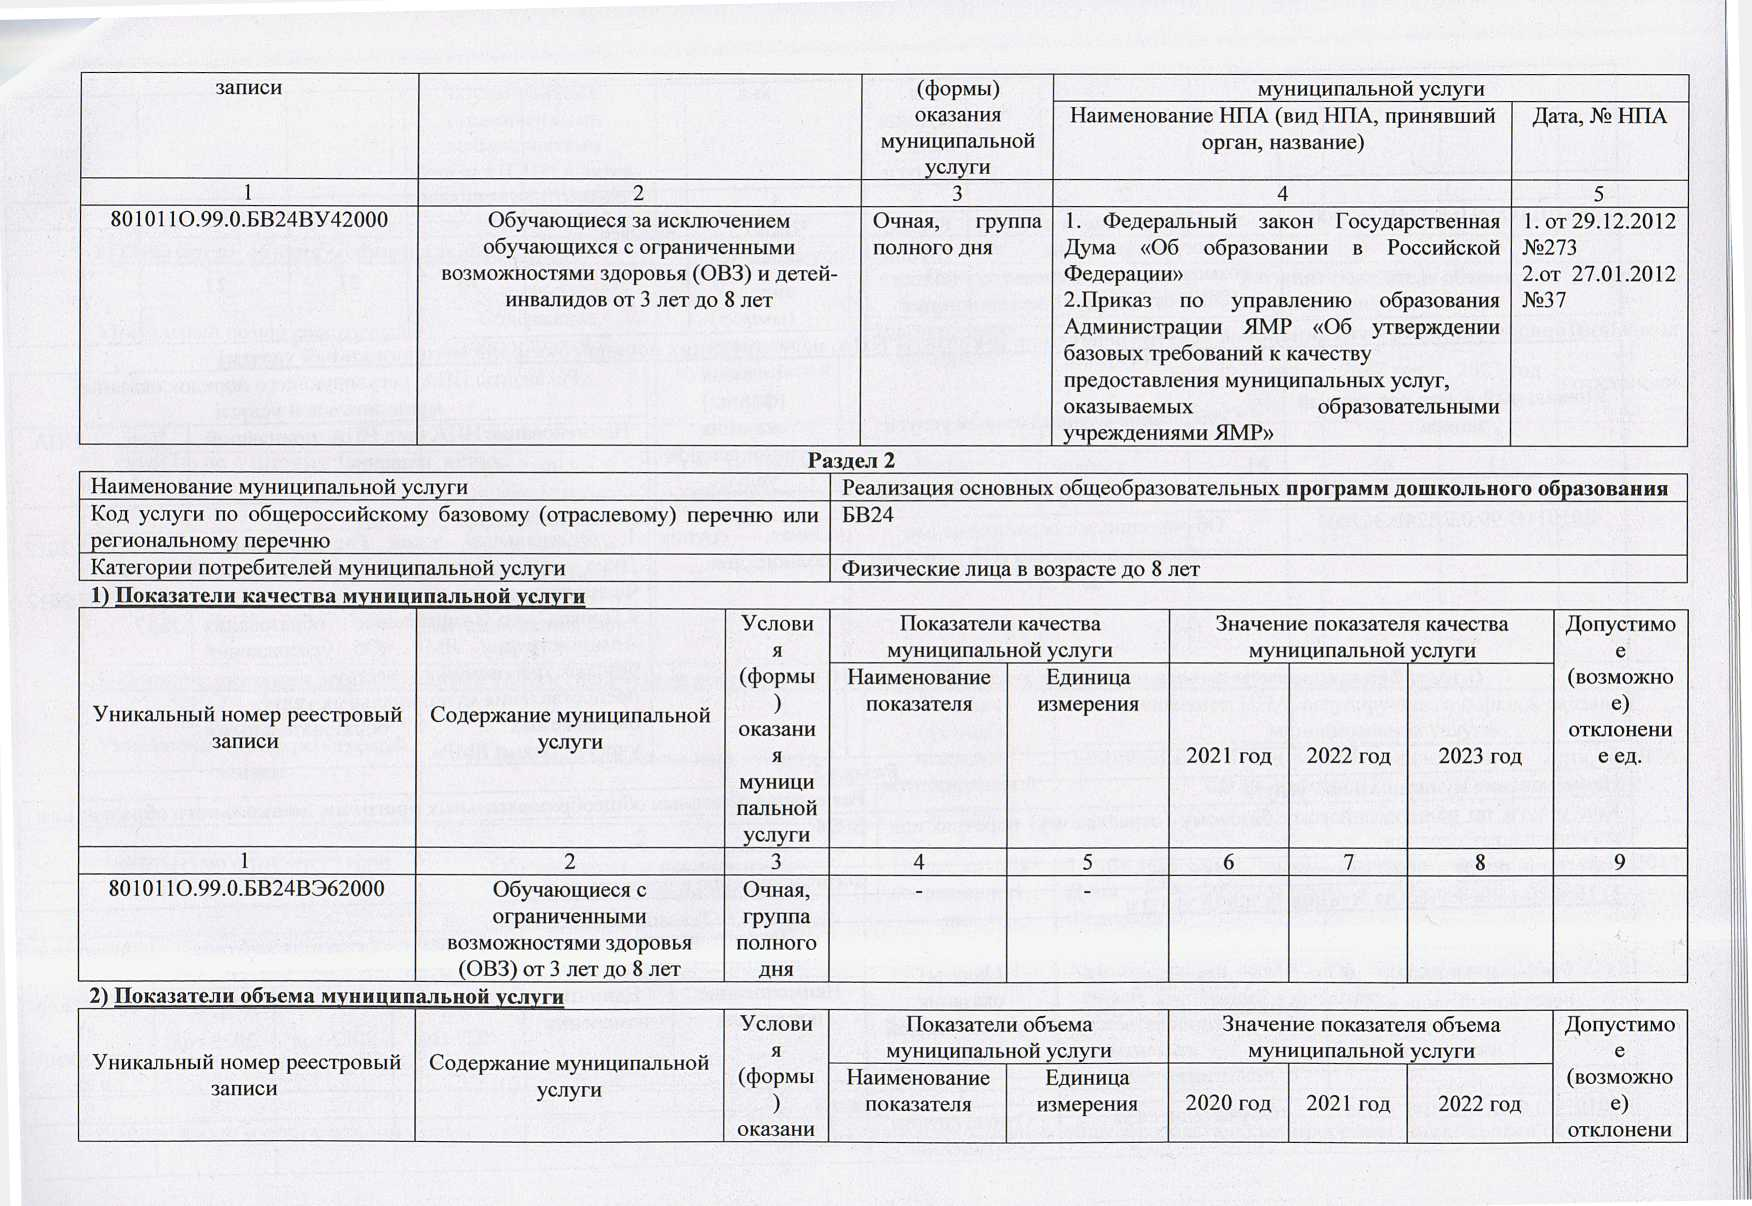 записи
(формы)
оказания
муниципальной
услуги
муниципальной услуги
Наименование НПА (вид НПА, принявший
орган, название)
Дата, № НПА
1 2 3 4 5
801011О.99.0.БВ24ВУ42000
Обучающиеся за исключением
обучающихся с ограниченными
возможностями здоровья (ОВЗ) и детей-
инвалидов от 3 лет до 8 лет
Очная, группа
полного дня
1. Федеральный закон Государственная
Дума «Об образовании в Российской
Федерации»
2.Приказ по управлению образования
Администрации ЯМР «Об утверждении
базовых требований к качеству
предоставления муниципальных услуг,
оказываемых образовательными
учреждениями ЯМР»
1. от 29.12.2012
№273
2.от 27.01.2012
№37
Раздел 2
Наименование муниципальной услуги
Реализация основных общеобразовательных программ дошкольного образования
Код услуги по общероссийскому базовому (отраслевому) перечню или
региональному перечню
БВ24
Категории потребителей муниципальной услуги
Физические лица в возрасте до 8 лет
1) Показатели качества муниципальной услуги
Уникальный номер реестровый
записи
Содержание муниципальной
услуги
Услови
я
(формы
)
оказани
я
муници
пальной
услуги
Показатели качества
муниципальной услуги
Наименование
показателя
Единица
измерения
Значение показателя качества
муниципальной услуги
2021 год 2022 год 2023 год
Допустимо
е
(возможно
е)
отклонени
е ед.
1 2 3 4 5 6 7 8 9
801011О.99.0.БВ24ВЭ62000
Обучающиеся с
ограниченными
возможностями здоровья
(ОВЗ) от 3 лет до 8 лет
Очная,
группа
полного
дня
- -
2) Показатели объема муниципальной услуги
Уникальный номер реестровый
записи
Содержание муниципальной
услуги
Услови
я
(формы
)
оказани
Показатели объема
муниципальной услуги
Наименование
показателя
Единица
измерения
Значение показателя объема
муниципальной услуги
2020 год 2021 год 2022 год
Допустимо
е
(возможно
е)
отклонени